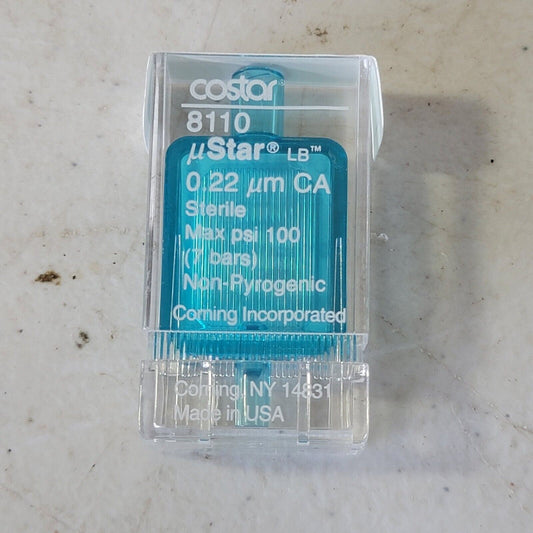 costar®
8110
µStar® LB™
0.22 µm CA
Sterile
Max psi 100
(7 bars)
Non-Pyrogenic
Corning Incorporated
Corning, NY 14831
Made in USA